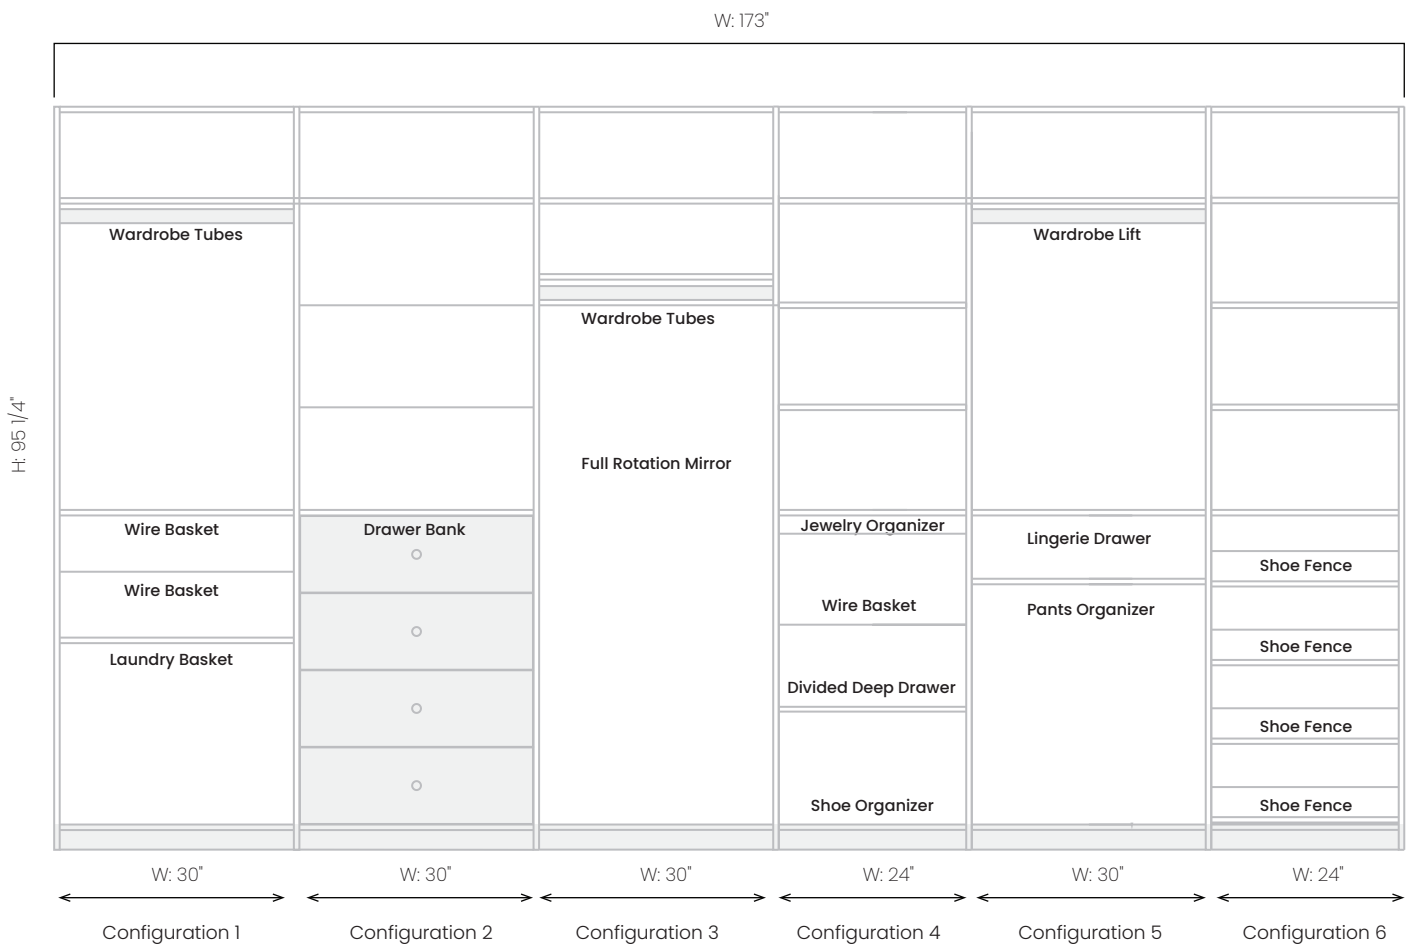 W: 173"
H: 95 1/4"
Wardrobe Tubes
Wire Basket
Wire Basket
Laundry Basket
Drawer Bank
Wardrobe Tubes
Full Rotation Mirror
Jewelry Organizer
Wire Basket
Divided Deep Drawer
Shoe Organizer
Wardrobe Lift
Lingerie Drawer
Pants Organizer
Shoe Fence
Shoe Fence
Shoe Fence
Shoe Fence
W: 30"
W: 30"
W: 30"
W: 24"
W: 30"
W: 24"
Configuration 1
Configuration 2
Configuration 3
Configuration 4
Configuration 5
Configuration 6